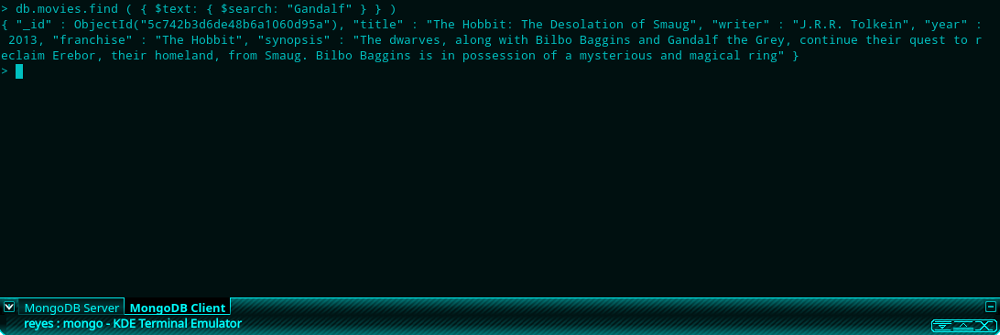 > db.movies.find ( { $text: { $search: "Gandalf" } } )
{ "_id" : ObjectId("5c742b3d6de48b6a1060d95a"), "title" : "The Hobbit: The Desolation of Smaug", "writer" : "J.R.R. Tolkein", "year" :
 2013, "franchise" : "The Hobbit", "synopsis" : "The dwarves, along with Bilbo Baggins and Gandalf the Grey, continue their quest to r
eclaim Erebor, their homeland, from Smaug. Bilbo Baggins is in possession of a mysterious and magical ring" }
>
MongoDB Server MongoDB Client
reyes : mongo - KDE Terminal Emulator